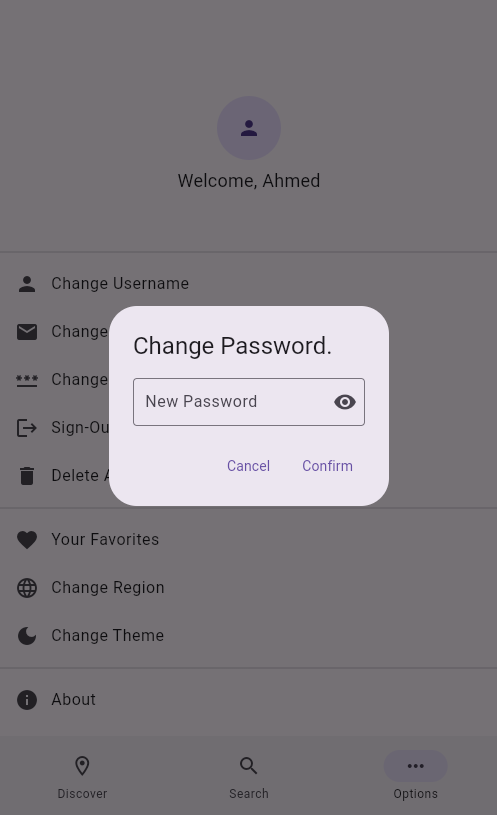 Welcome, Ahmed
Change Username
Change
Change
Change Password.
New Password
Sign-Ou
Cancel
Confirm
Delete
Your Favorites
Change Region
Change Theme
About
Discover
Search
Options